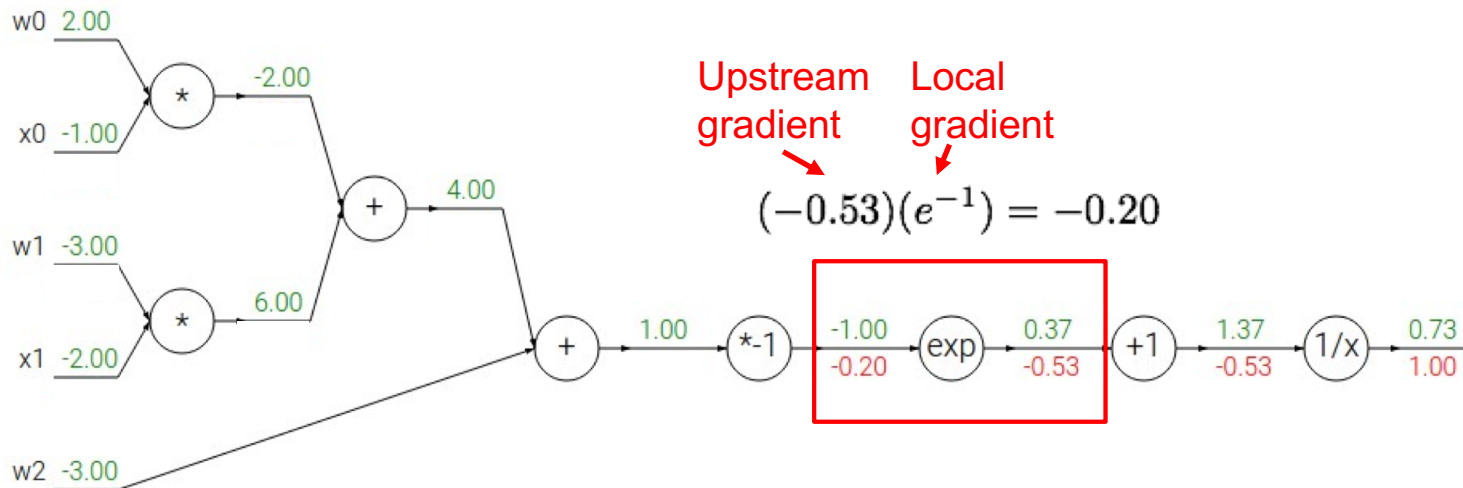 w0 2.00
-2.00
*
x0 -1.00
Upstream gradient
Local gradient
(-0.53)(e^{-1}) = -0.20
4.00
+
w1 -3.00
6.00
*
x1 -2.00
+
1.00
*-1
-1.00
-0.20
exp
0.37
-0.53
+1
1.37
-0.53
1/x
0.73
1.00
w2 -3.00